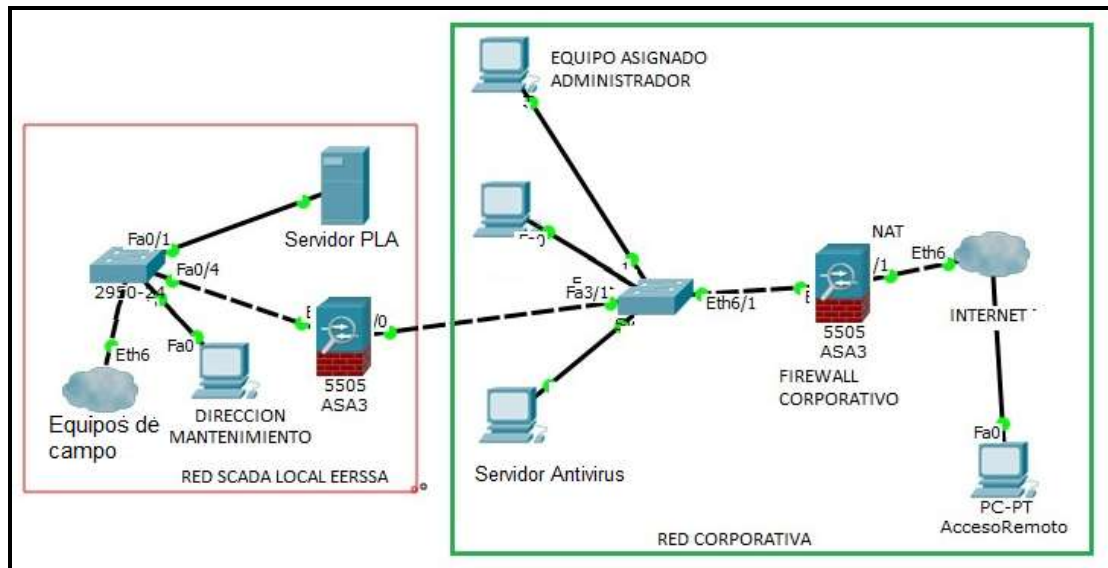 EQUIPO ASIGNADO
ADMINISTRADOR
Servidor PLA
Fa0/1
Fa0/4
2950-24
Eth6
Fa0
Equipos de
campo
DIRECCION
MANTENIMIENTO
/0
5505
ASA3
RED SCADA LOCAL EERSSA
Fa3/1
Eth6/1
Servidor Antivirus
NAT
/1
Eth6
5505
ASA3
FIREWALL
CORPORATIVO
INTERNET
Fa0
PC-PT
AccesoRemoto
RED CORPORATIVA